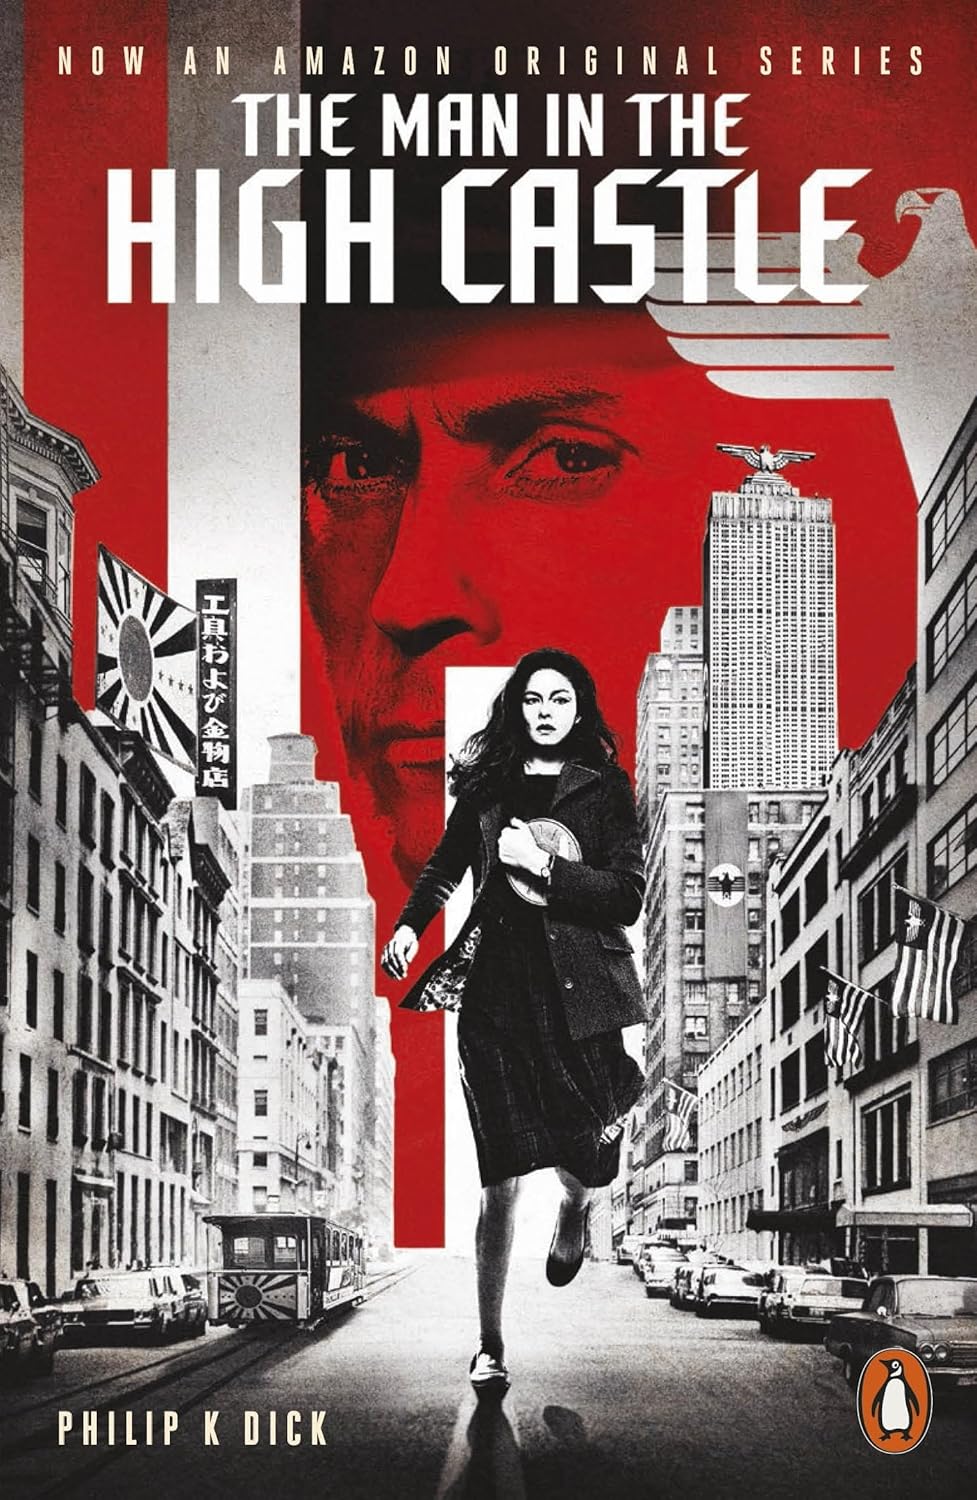 NOW AN AMAZON ORIGINAL SERIES
THE MAN IN THE
HIGH CASTLE
工具および金物店
PHILIP K DICK